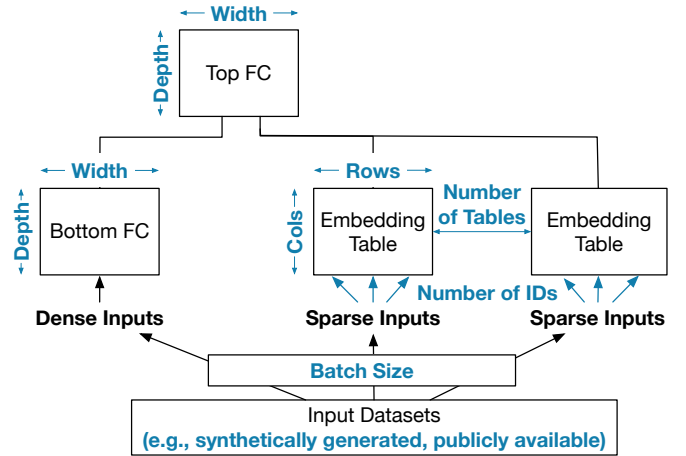 Width
Depth
Top FC
Width
Rows
Depth
Bottom FC
Cols
Embedding
Table
Number
of Tables
Embedding
Table
Number of IDs
Dense Inputs
Sparse Inputs
Sparse Inputs
Batch Size
Input Datasets
(e.g., synthetically generated, publicly available)